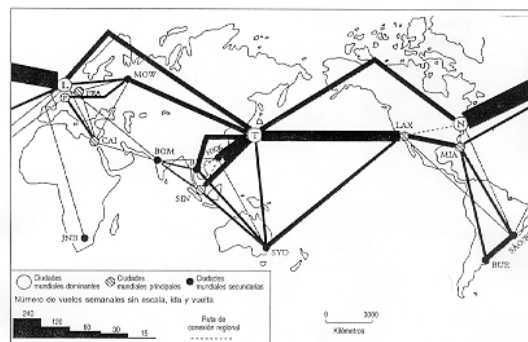 L
MOW
P
FRA
CAI
BOM
B
SIN
JNB
T
SYD
LAX
N
MIA
SAO
BUE
Ciudades
mundiales dominantes
Ciudades
mundiales principales
Ciudades
mundiales secundarias
Número de vuelos semanales sin escala, ida y vuelta
240
120
60
30
15
Ruta de
conexión regional
0 3000
Kilómetros